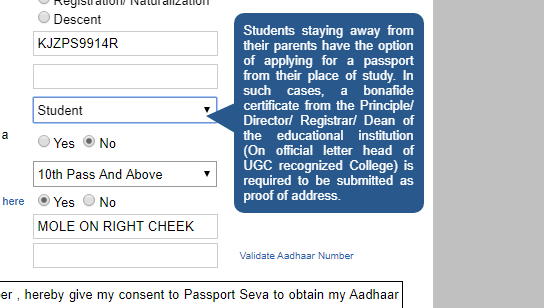 Registration/ Naturalization
Descent
KJZPS9914R
Student
a
Yes
No
10th Pass And Above
here
Yes
No
MOLE ON RIGHT CHEEK
Students staying away from
their parents have the option
of applying for a passport
from their place of study. In
such cases, a bonafide
certificate from the Principle/
Director/ Registrar/ Dean of
the educational institution
(On official letter head of
UGC recognized College) is
required to be submitted as
proof of address.
Validate Aadhaar Number
er , hereby give my consent to Passport Seva to obtain my Aadhaar